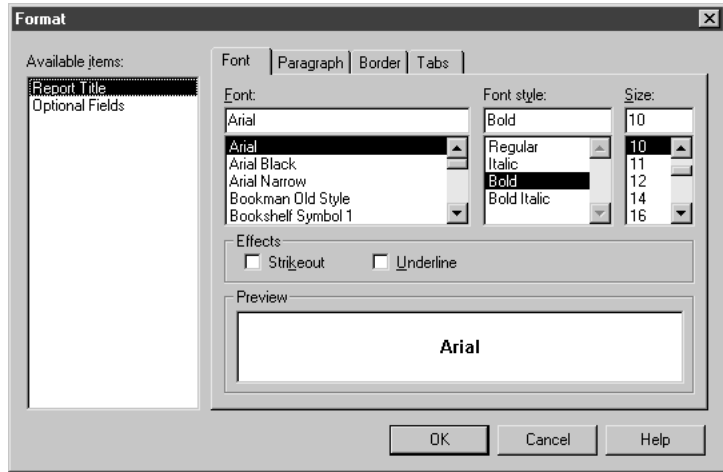 Format
Available items:
Report Title
Optional Fields
Font
Paragraph
Border
Tabs
Font:
Arial
Arial
Arial Black
Arial Narrow
Bookman Old Style
Bookshelf Symbol 1
Font style:
Bold
Regular
Italic
Bold
Bold Italic
Size:
10
10
11
12
14
16
Effects
Strikeout
Underline
Preview
Arial
OK
Cancel
Help